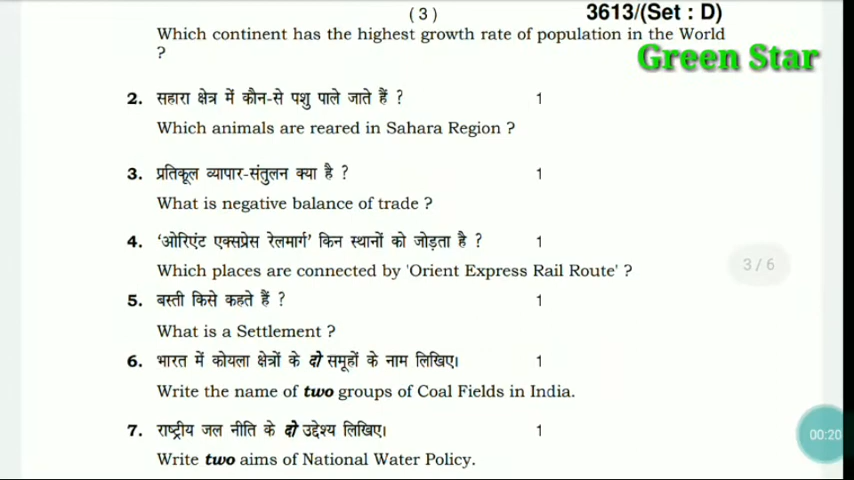 ( 3 )
3613/(Set : D)
Which continent has the highest growth rate of population in the World
?
Green Star
2. सहारा क्षेत्र में कौन-से पशु पाले जाते हैं ? 1
Which animals are reared in Sahara Region ?
3. प्रतिकूल व्यापार-संतुलन क्या है ? 1
What is negative balance of trade ?
4. ‘ओरिएंट एक्सप्रेस रेलमार्ग’ किन स्थानों को जोड़ता है ? 1
Which places are connected by 'Orient Express Rail Route' ?
3 / 6
5. बस्ती किसे कहते हैं ? 1
What is a Settlement ?
6. भारत में कोयला क्षेत्रों के दो समूहों के नाम लिखिए। 1
Write the name of two groups of Coal Fields in India.
7. राष्ट्रीय जल नीति के दो उद्देश्य लिखिए। 1
00:20
Write two aims of National Water Policy.